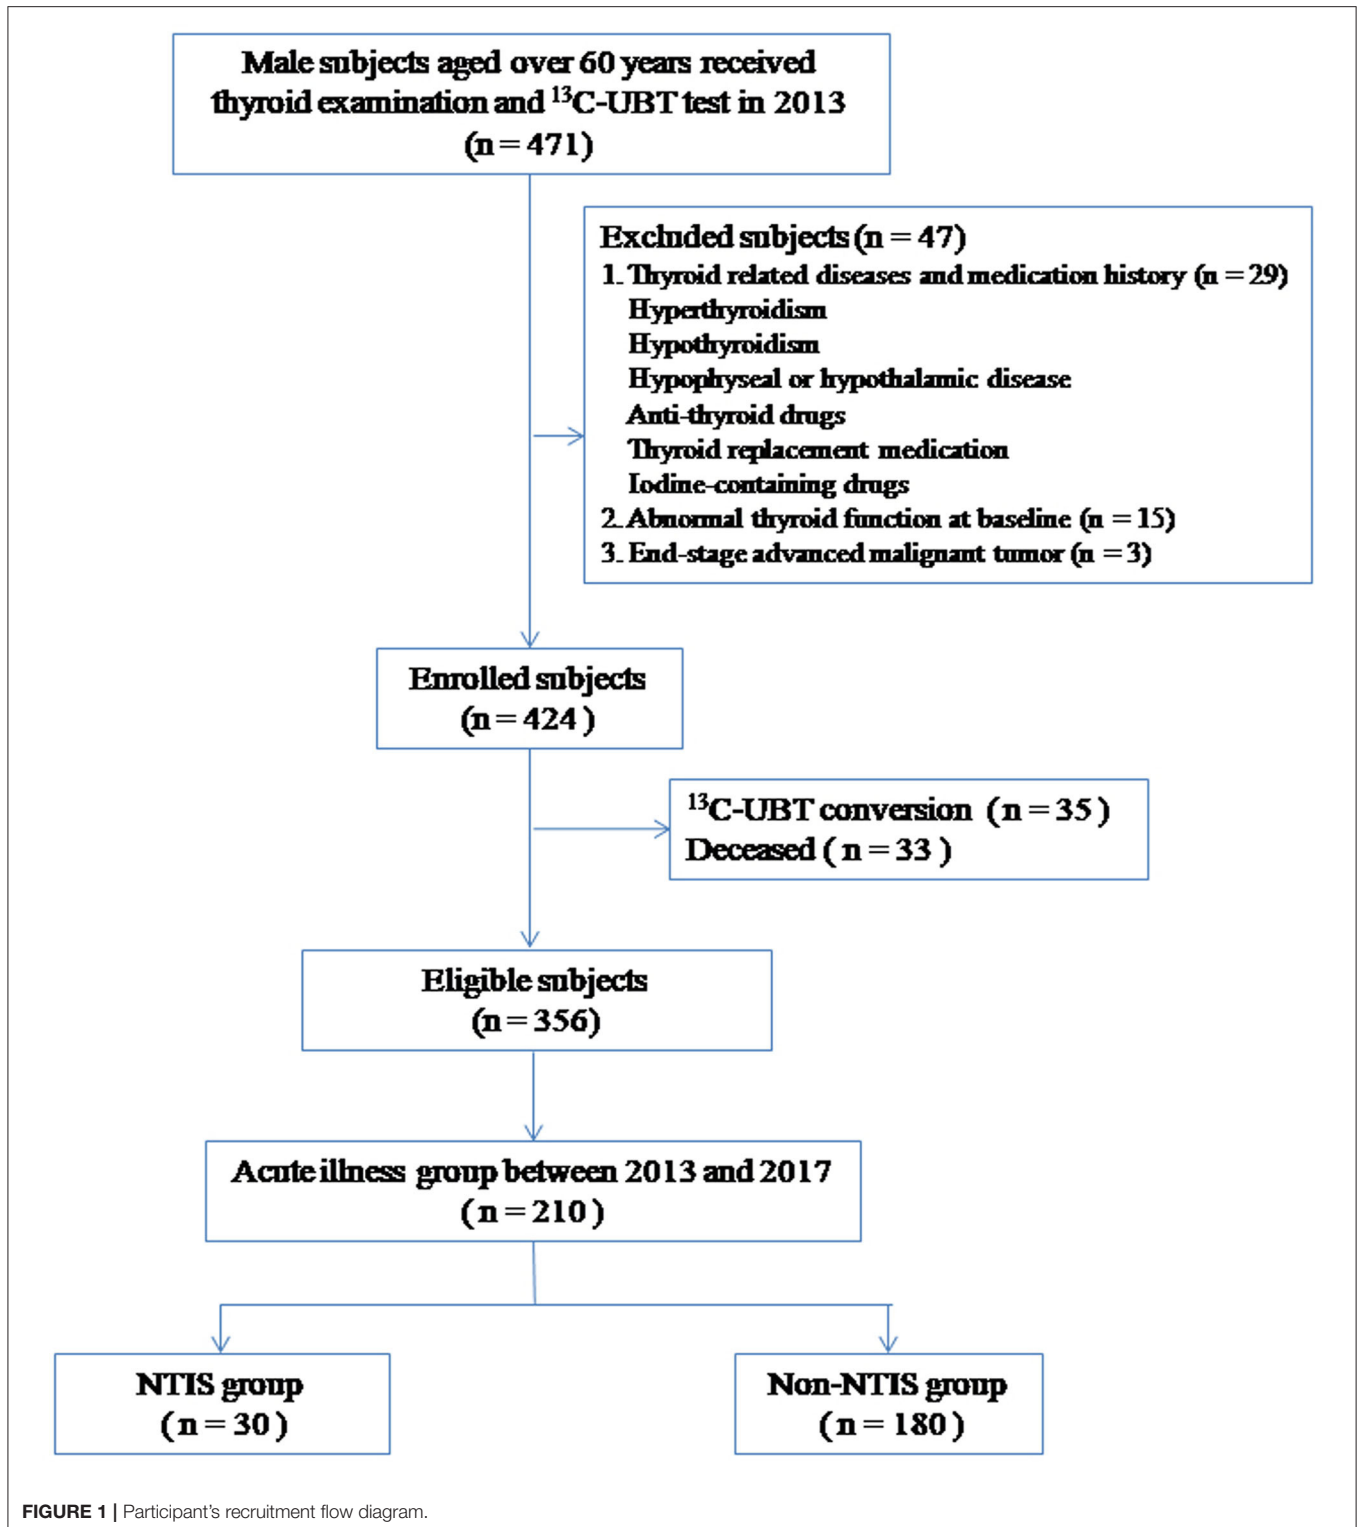 Male subjects aged over 60 years received
thyroid examination and ¹³C-UBT test in 2013
(n = 471)
Excluded subjects (n = 47)
1. Thyroid related diseases and medication history (n = 29)
Hyperthyroidism
Hypothyroidism
Hypophyseal or hypothalamic disease
Anti-thyroid drugs
Thyroid replacement medication
Iodine-containing drugs
2. Abnormal thyroid function at baseline (n = 15)
3. End-stage advanced malignant tumor (n = 3)
Enrolled subjects
(n = 424 )
¹³C-UBT conversion ( n = 35 )
Deceased ( n = 33 )
Eligible subjects
(n = 356)
Acute illness group between 2013 and 2017
( n = 210 )
NTIS group
( n = 30 )
Non-NTIS group
( n = 180 )
FIGURE 1 | Participant's recruitment flow diagram.